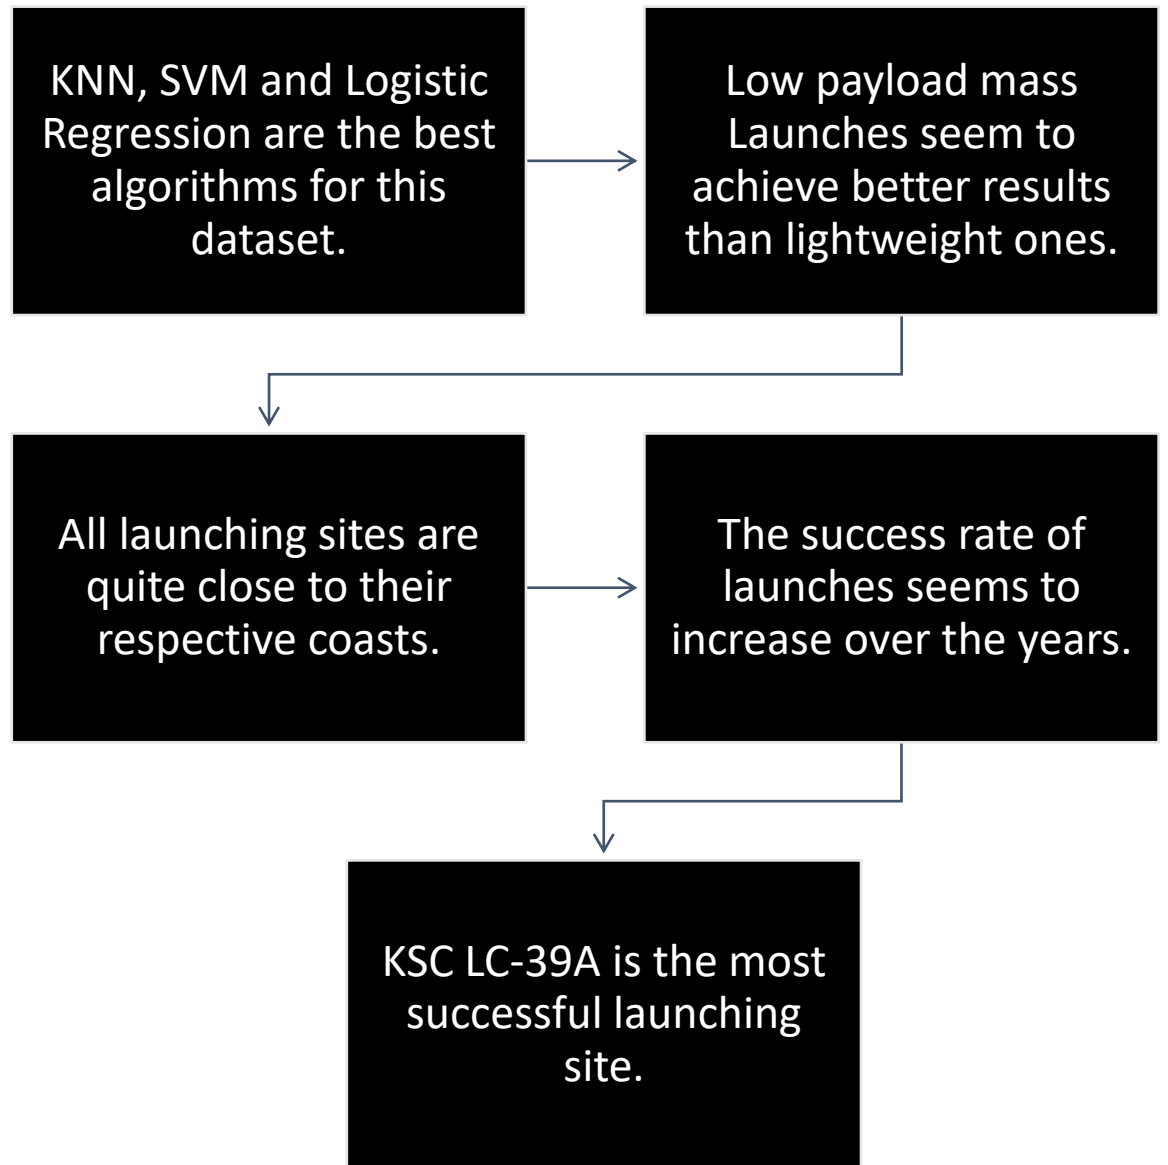 KNN, SVM and Logistic
Regression are the best
algorithms for this
dataset.
Low payload mass
Launches seem to
achieve better results
than lightweight ones.
All launching sites are
quite close to their
respective coasts.
The success rate of
launches seems to
increase over the years.
KSC LC-39A is the most
successful launching
site.